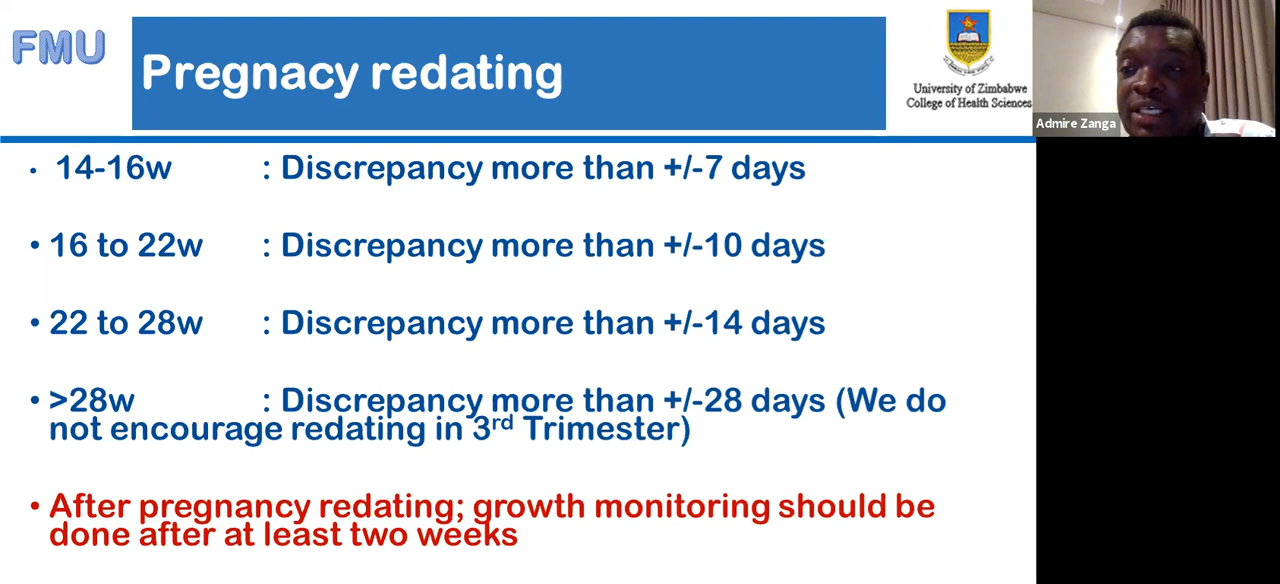 FMU
Pregnacy redating
University of Zimbabwe
College of Health Sciences
Admire Zanga
• 14-16w : Discrepancy more than +/-7 days
• 16 to 22w : Discrepancy more than +/-10 days
• 22 to 28w : Discrepancy more than +/-14 days
• >28w : Discrepancy more than +/-28 days (We do
not encourage redating in 3rd Trimester)
• After pregnancy redating; growth monitoring should be
done after at least two weeks